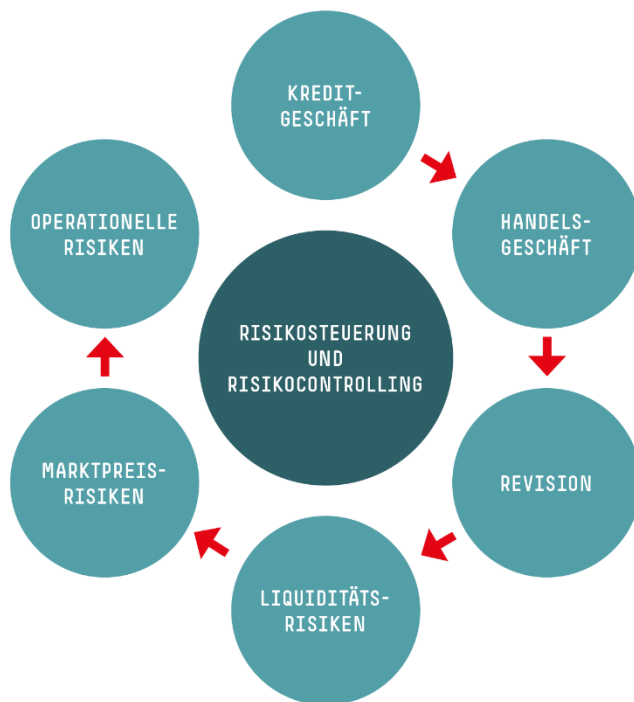 KREDIT-
GESCHÄFT
HANDELS-
GESCHÄFT
REVISION
LIQUIDITÄTS-
RISIKEN
MARKTPREIS-
RISIKEN
OPERATIONELLE
RISIKEN
RISIKOSTEUERUNG
UND
RISIKOCONTROLLING